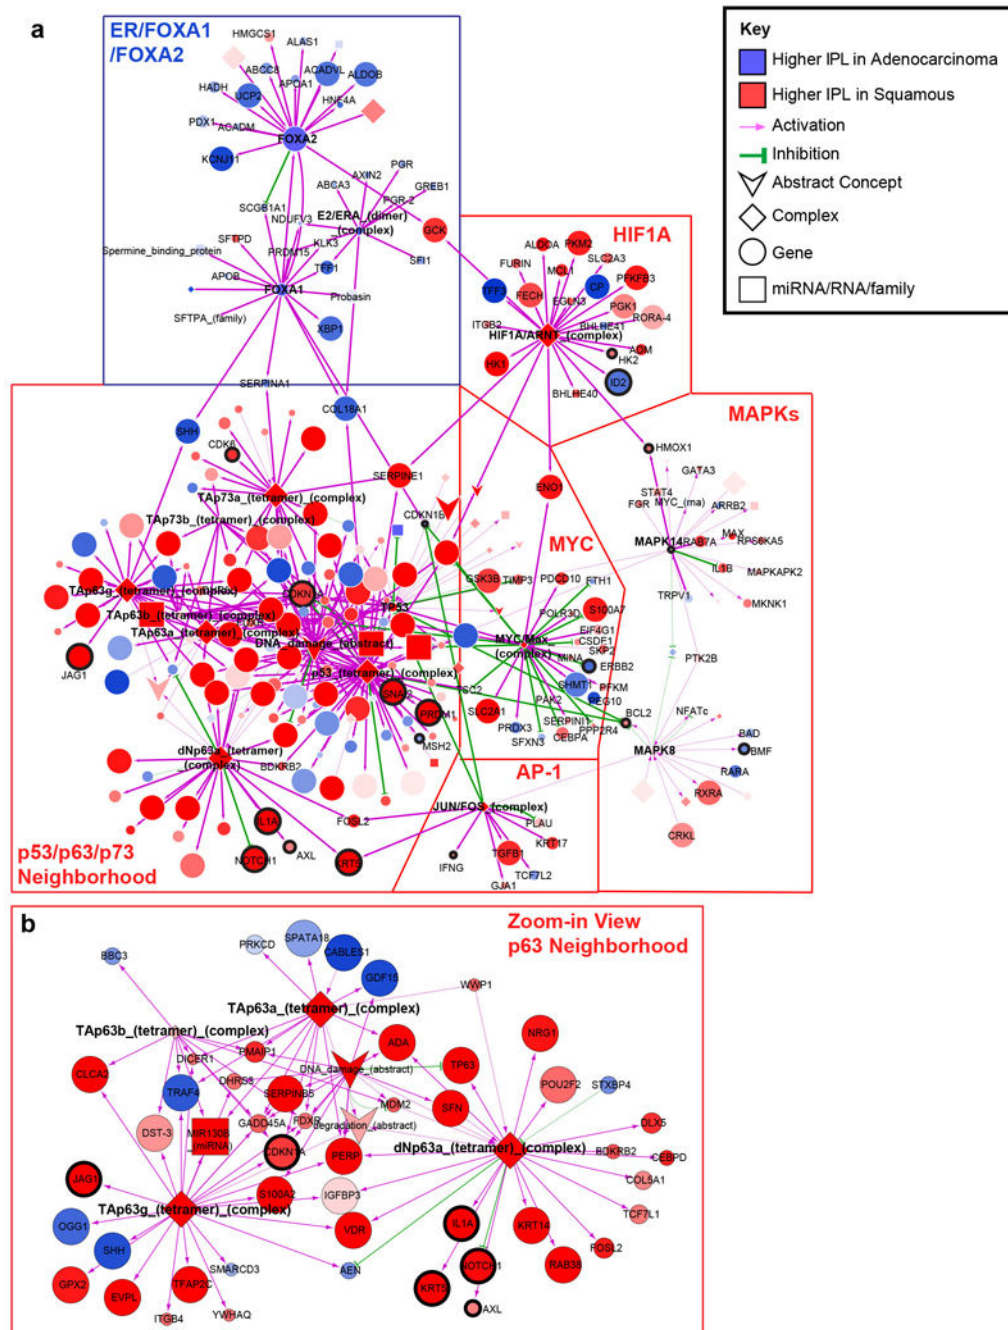 a
ER/FOXA1
/FOXA2
HMGCS1
ALAS1
ABCC8
ACADVL
APOA1
ALDOB
HADH
UCP2
HNF4A
PDX1
ACADM
FOXA2
KCNJ11
PGR
AXIN2
ABCA3
GREB1
PGR-2
SCGB1A1
NDUFV3
E2/ERA_(dimer)
_(complex)
GCK
SFTPD
KLK3
Spermine_binding_protein
PRDM15
TFF1
SFI1
APOB
FOXA1
Probasin
SFTPA_(family)
XBP1
SERPINA1
COL18A1
Key
Higher IPL in Adenocarcinoma
Higher IPL in Squamous
Activation
Inhibition
Abstract Concept
Complex
Gene
miRNA/RNA/family
HIF1A
ALDOA
PKM2
FURIN
SLC2A3
MCL1
PFKFB3
TFF3
FECH
CP
EGLN3
PGK1
RORA-4
ITGB2
BHLHE41
HIF1A/ARNT_(complex)
ADM
HK1
HK2
ID2
BHLHE40
MAPKs
HMOX1
GATA3
STAT4
FGR
MYC_(rna)
ARRB2
MAX
MAPK14
RAB7A
RPS6KA5
IL1B
MAPKAPK2
TRPV1
MKNK1
PTK2B
NFATc
MAPK8
BAD
BMF
RARA
RXRA
CRKL
SHH
CDK6
SERPINE1
TAp73a_(tetramer)_(complex)
TAp73b_(tetramer)_(complex)
CDKN1B
ENO1
MYC
TAp63g_(tetramer)_(complex)
CDKN1A
TP53
TAp63b_(tetramer)_(complex)
TAp63a_(tetramer)_(complex)
DNA_damage_(abstract)
p53_(tetramer)_(complex)
JAG1
SNAI2
PRDM1
MSH2
dNp63a_(tetramer)
_(complex)
BDKRB2
IL1A
FOSL2
NOTCH1
AXL
KRT5
p53/p63/p73
Neighborhood
GSK3B
TIMP3
PDCD10
FTH1
POLR3D
S100A7
EIF4G1
MYC/Max_
(complex)
CSDE1
SKP2
MINA
ERBB2
SHMT1
TSC2
PFKM
PAK2
PEG10
SLC2A1
SERPINI1
BCL2
PRDX3
PPP2R4
SFXN3
CEBPA
AP-1
JUN/FOS_(complex)
PLAU
KRT17
IFNG
TGFB1
TCF7L2
GJA1
b
Zoom-in View
p63 Neighborhood
BBC3
PRKCD
SPATA18
CABLES1
GDF15
WWP1
TAp63a_(tetramer)_(complex)
TAp63b_(tetramer)_(complex)
NRG1
CLCA2
DICER1
PMAIP1
ADA
DNA_damage_(abstract)
TP63
POU2F2
STXBP4
TRAF4
DHRS3
SERPINB5
MDM2
SFN
DST-3
MIR130B
_(miRNA)
GADD45A
FDXR
degradation_(abstract)
DLX5
CDKN1A
PERP
dNp63a_(tetramer)_(complex)
BDKRB2
CEBPD
JAG1
S100A2
IGFBP3
COL5A1
TAp63g_(tetramer)_(complex)
TCF7L1
OGG1
SHH
VDR
IL1A
KRT14
FOSL2
GPX2
EVPL
TFAP2C
SMARCD3
AEN
NOTCH1
RAB38
KRT5
ITGB4
YWHAQ
AXL